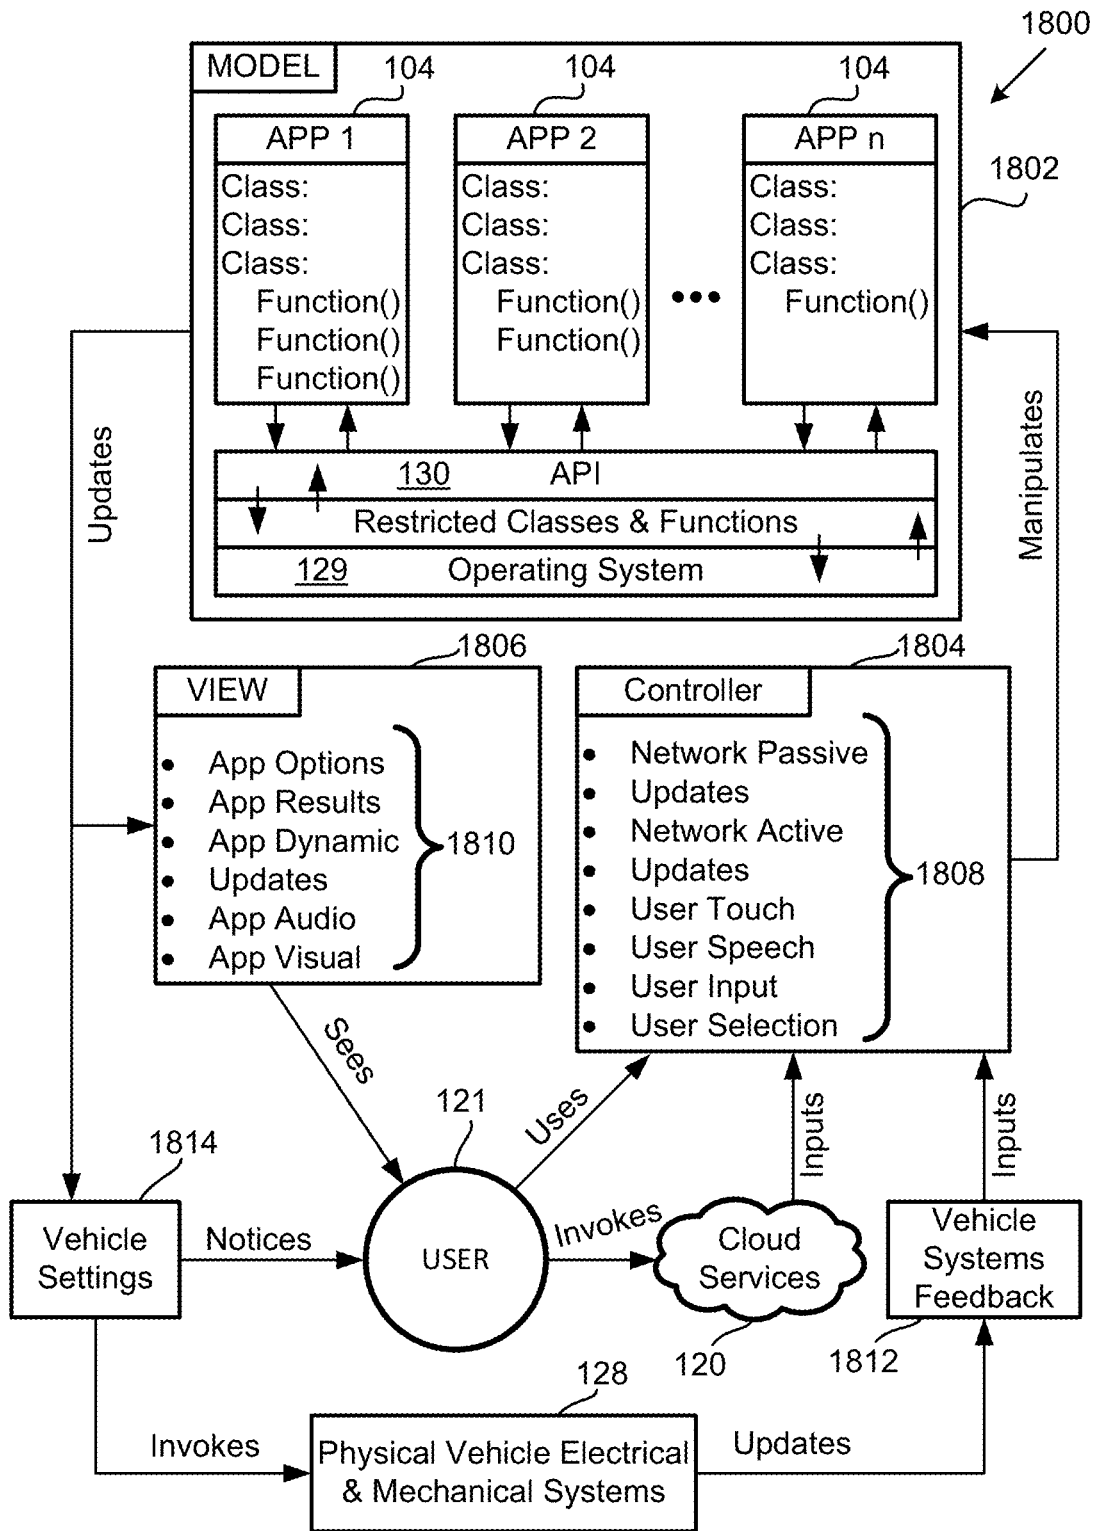 1800
MODEL
104
104
104
1802
APP 1
Class:
Class:
Class:
Function()
Function()
Function()
APP 2
Class:
Class:
Class:
Function()
Function()
•••
APP n
Class:
Class:
Class:
Function()
130 API
Restricted Classes & Functions
129 Operating System
Updates
Manipulates
1806
VIEW
• App Options
• App Results
• App Dynamic
• Updates
• App Audio
• App Visual
1810
1804
Controller
• Network Passive
• Updates
• Network Active
• Updates
• User Touch
• User Speech
• User Input
• User Selection
1808
Sees
Uses
Inputs
Inputs
121
1814
Vehicle
Settings
Notices
USER
Invokes
Cloud
Services
120
Vehicle
Systems
Feedback
1812
128
Invokes
Physical Vehicle Electrical
& Mechanical Systems
Updates